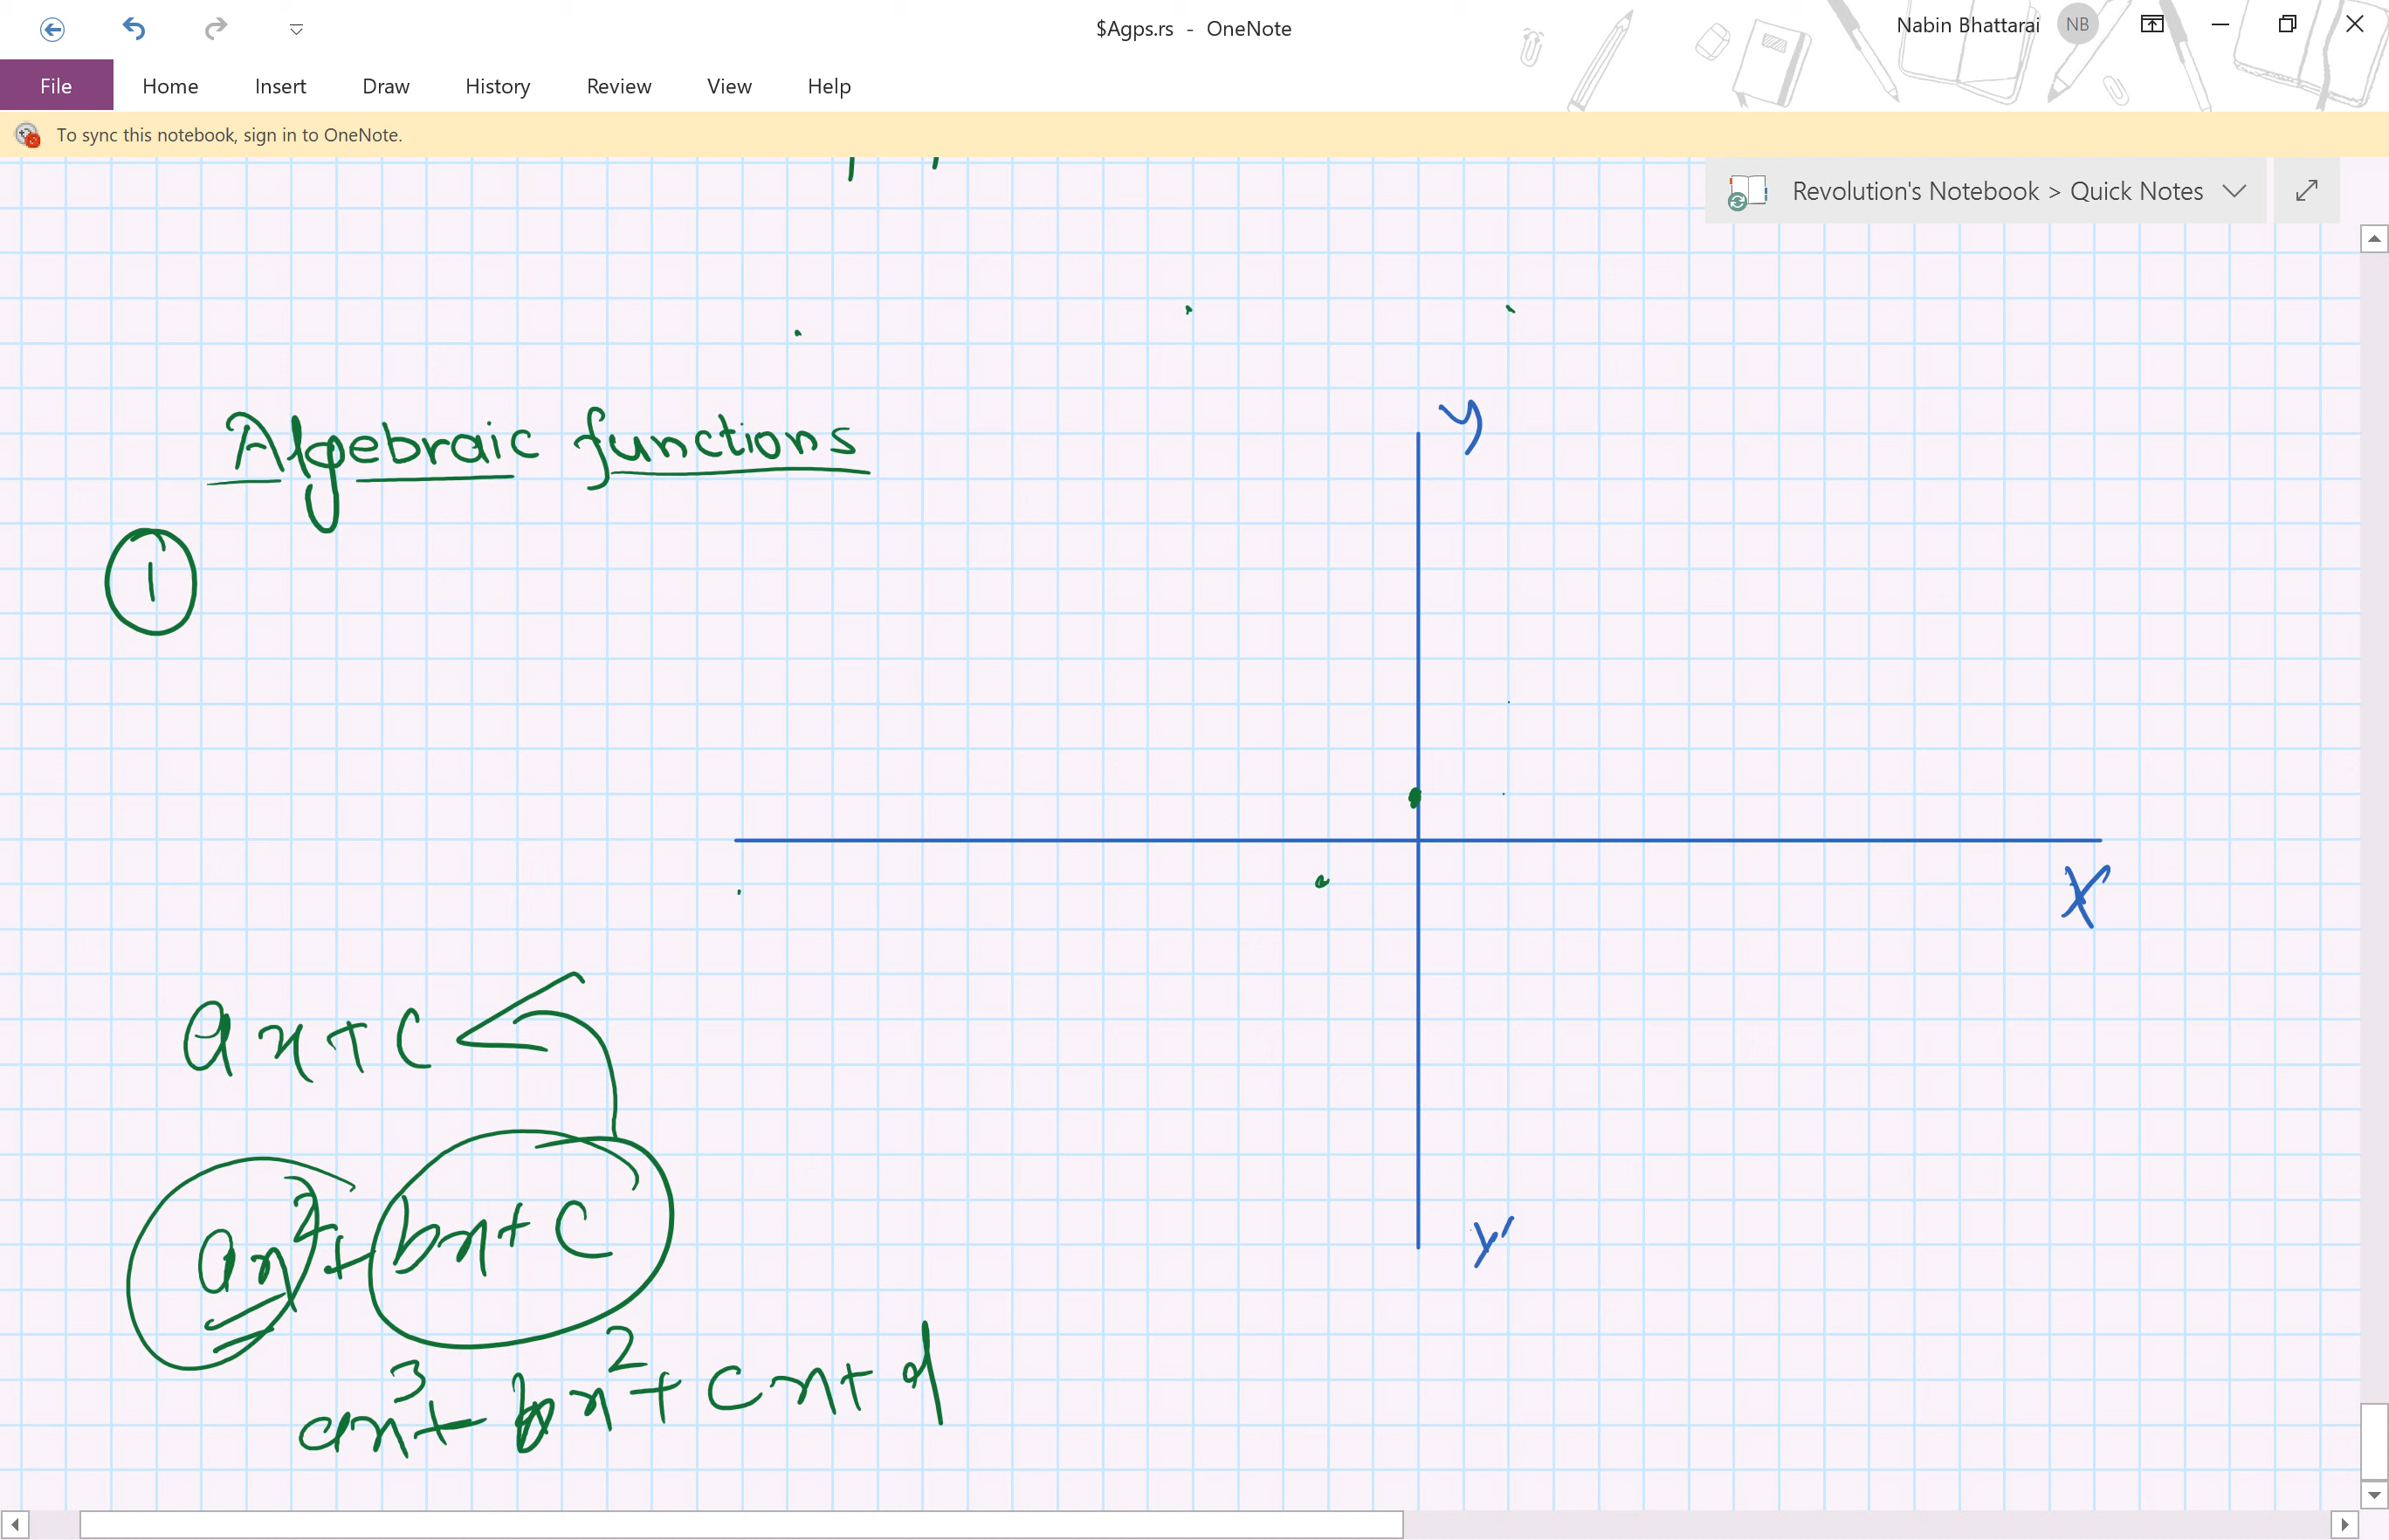 $Agps.rs - OneNote
Nabin Bhattarai NB
File Home Insert Draw History Review View Help
To sync this notebook, sign in to OneNote.
Revolution's Notebook > Quick Notes
Algebraic functions
1
y
X
ax+c
ax²+bx+c
y'
ax³+bx²+cx+d